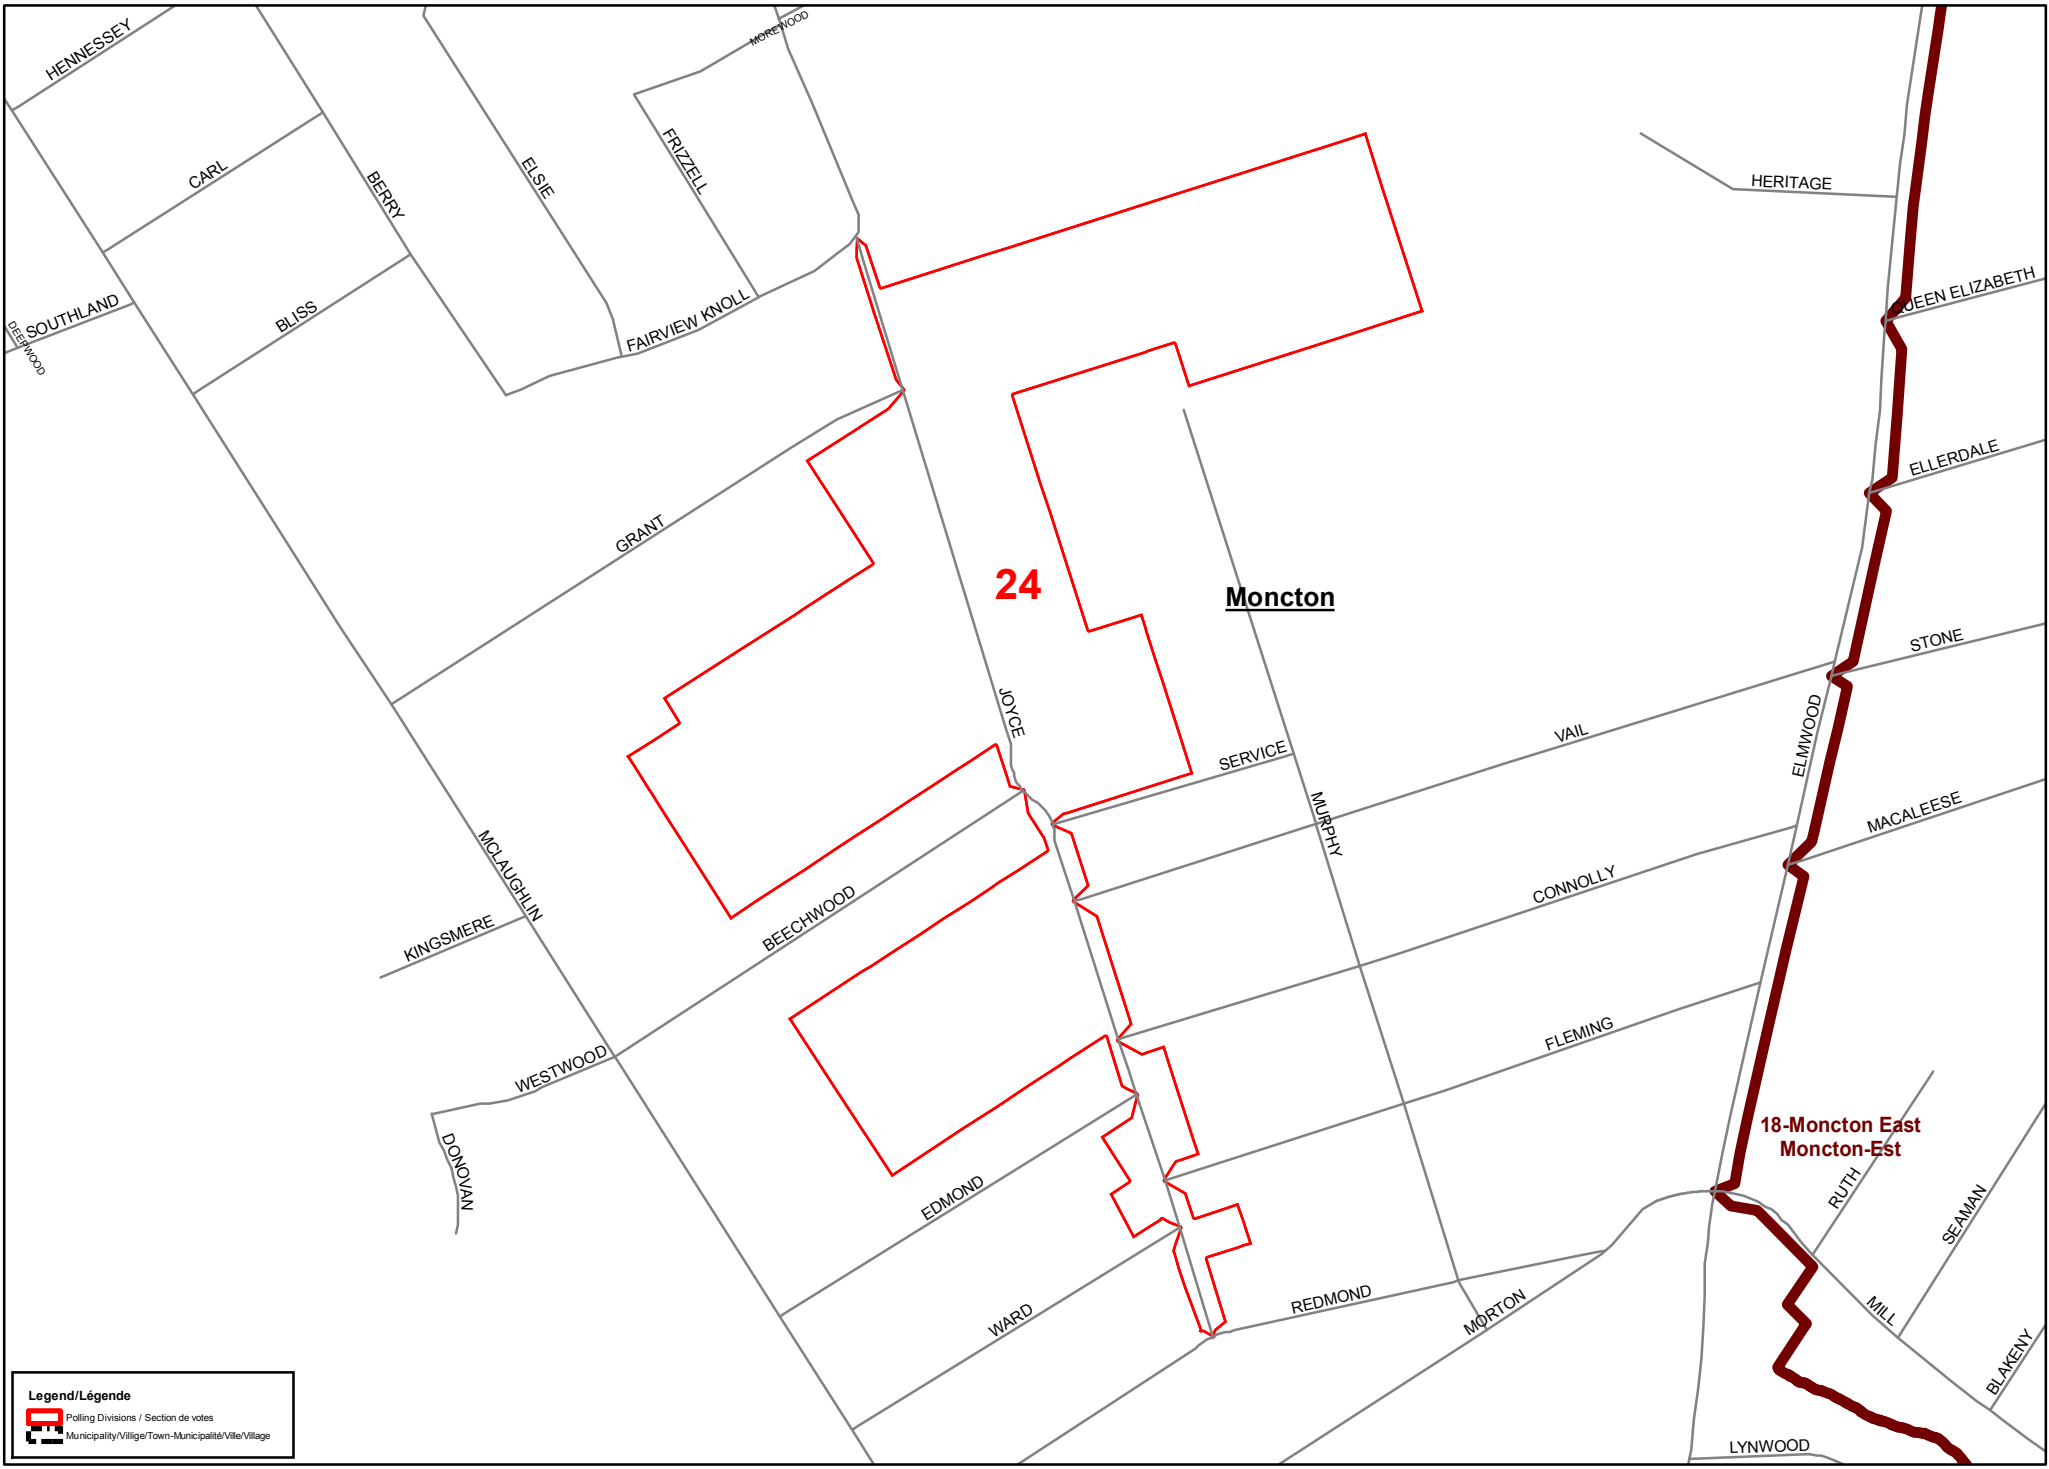 HENNESSEY
MOREWOOD
CARL
BERRY
ELSIE
FRIZZELL
HERITAGE
SOUTHLAND
DEEPWOOD
BLISS
FAIRVIEW KNOLL
QUEEN ELIZABETH
ELLERDALE
GRANT
24
Moncton
STONE
JOYCE
ELMWOOD
VAIL
SERVICE
MURPHY
MACALEESE
MCLAUGHLIN
CONNOLLY
BEECHWOOD
KINGSMERE
FLEMING
WESTWOOD
18-Moncton East
Moncton-Est
DONOVAN
RUTH
EDMOND
SEAMAN
REDMOND
MORTON
WARD
MILL
BLAKENY
LYNWOOD
Legend/Légende
Polling Divisions / Section de votes
Municipality/Villige/Town-Municipalité/Ville/Village